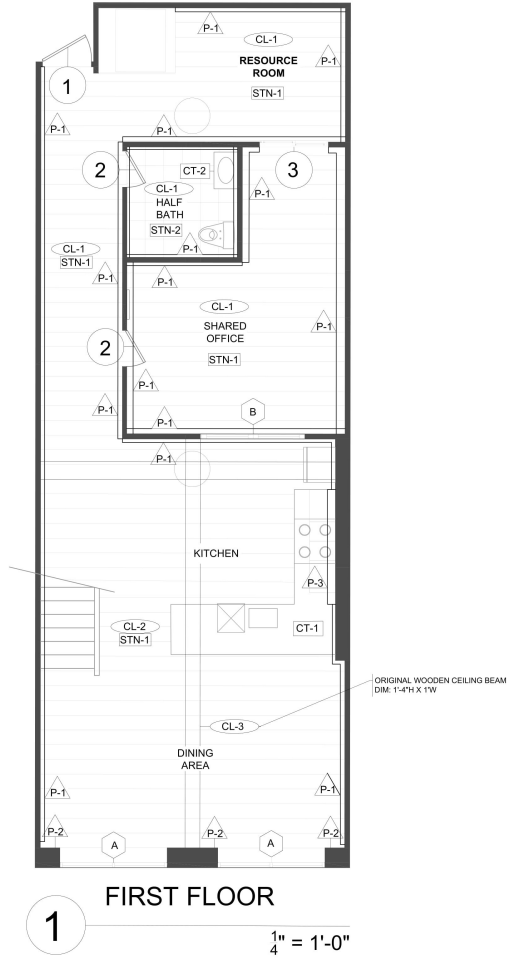 P-1
CL-1
RESOURCE
ROOM
P-1
STN-1
1
P-1
P-1
2
CT-2
3
CL-1
P-1
HALF
BATH
STN-2
P-1
CL-1
STN-1
P-1
P-1
CL-1
SHARED
OFFICE
P-1
STN-1
2
P-1
P-1
P-1
B
P-1
KITCHEN
P-3
CL-2
STN-1
CT-1
ORIGINAL WOODEN CEILING BEAM
DIM: 1'-4"H X 1'W
CL-3
DINING
AREA
P-1
P-1
P-2
P-2
P-2
A
A
FIRST FLOOR
1
1/4" = 1'-0"